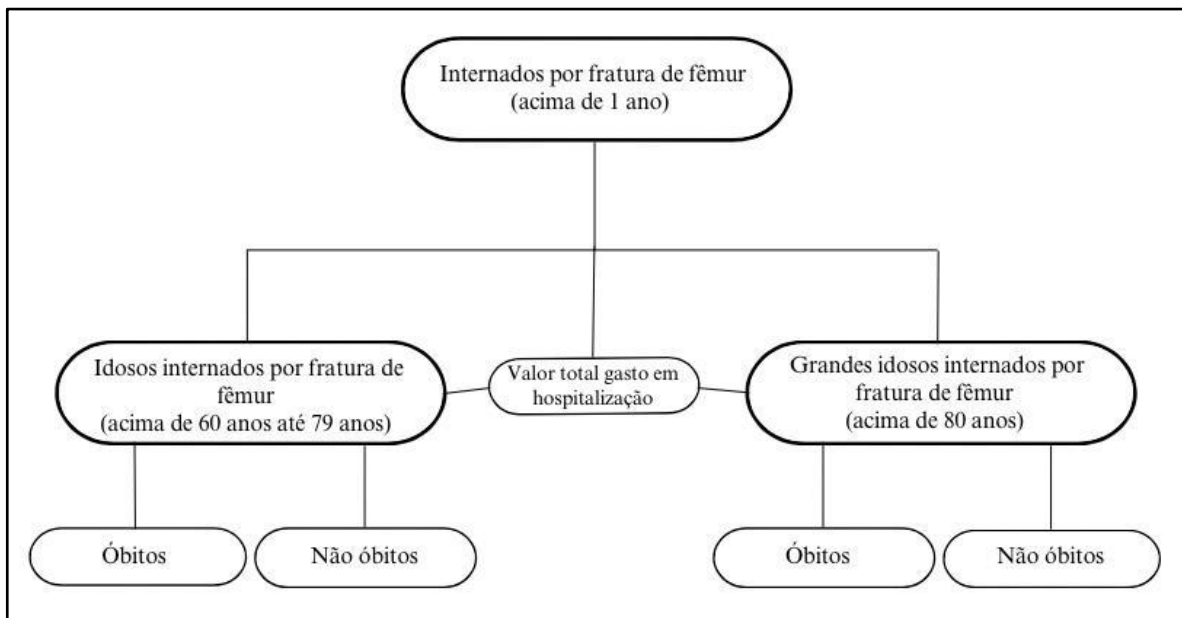 Internados por fratura de fêmur
(acima de 1 ano)
Idosos internados por fratura de
fêmur
(acima de 60 anos até 79 anos)
Valor total gasto em
hospitalização
Grandes idosos internados por
fratura de fêmur
(acima de 80 anos)
Óbitos
Não óbitos
Óbitos
Não óbitos